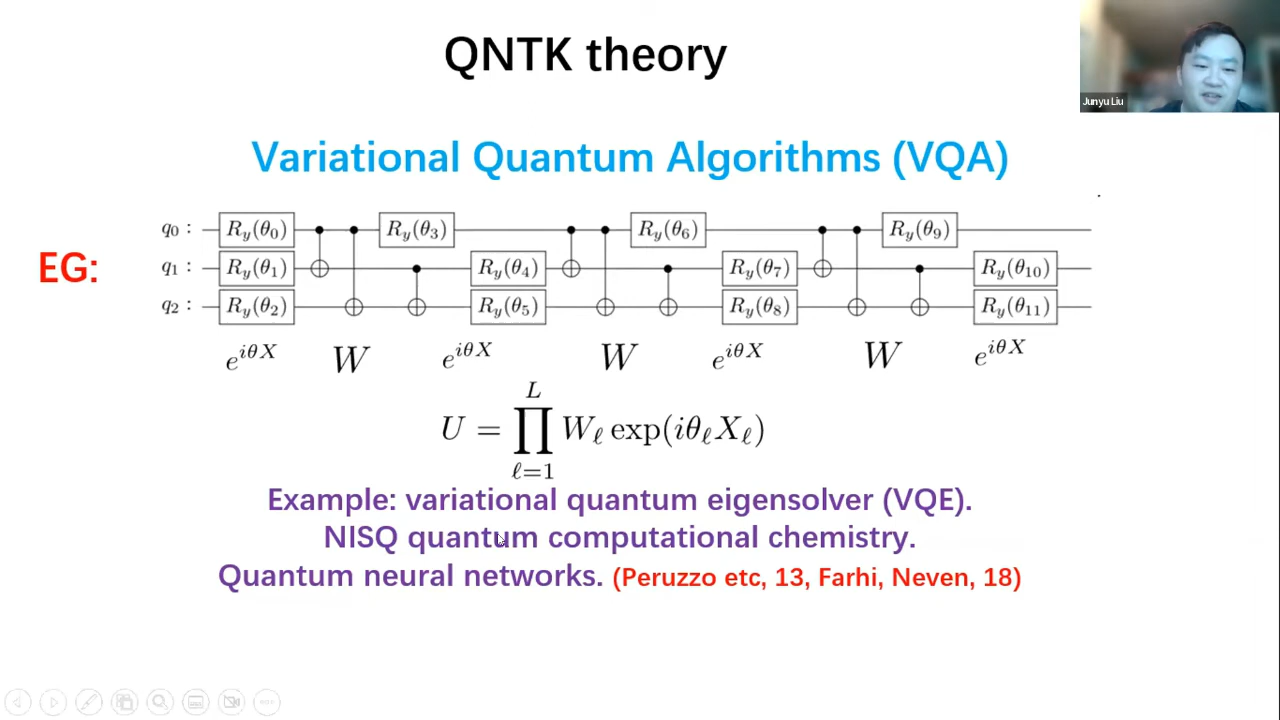 QNTK theory
Junyu Liu
Variational Quantum Algorithms (VQA)
EG:
q₀ : R_y(θ₀) R_y(θ₃) R_y(θ₆) R_y(θ₉)
q₁ : R_y(θ₁) R_y(θ₄) R_y(θ₇) R_y(θ₁₀)
q₂ : R_y(θ₂) R_y(θ₅) R_y(θ₈) R_y(θ₁₁)
e^{iθX} W e^{iθX} W e^{iθX} W e^{iθX}
U = ∏_{ℓ=1}^{L} W_ℓ exp(iθ_ℓ X_ℓ)
Example: variational quantum eigensolver (VQE).
NISQ quantum computational chemistry.
Quantum neural networks. (Peruzzo etc, 13, Farhi, Neven, 18)